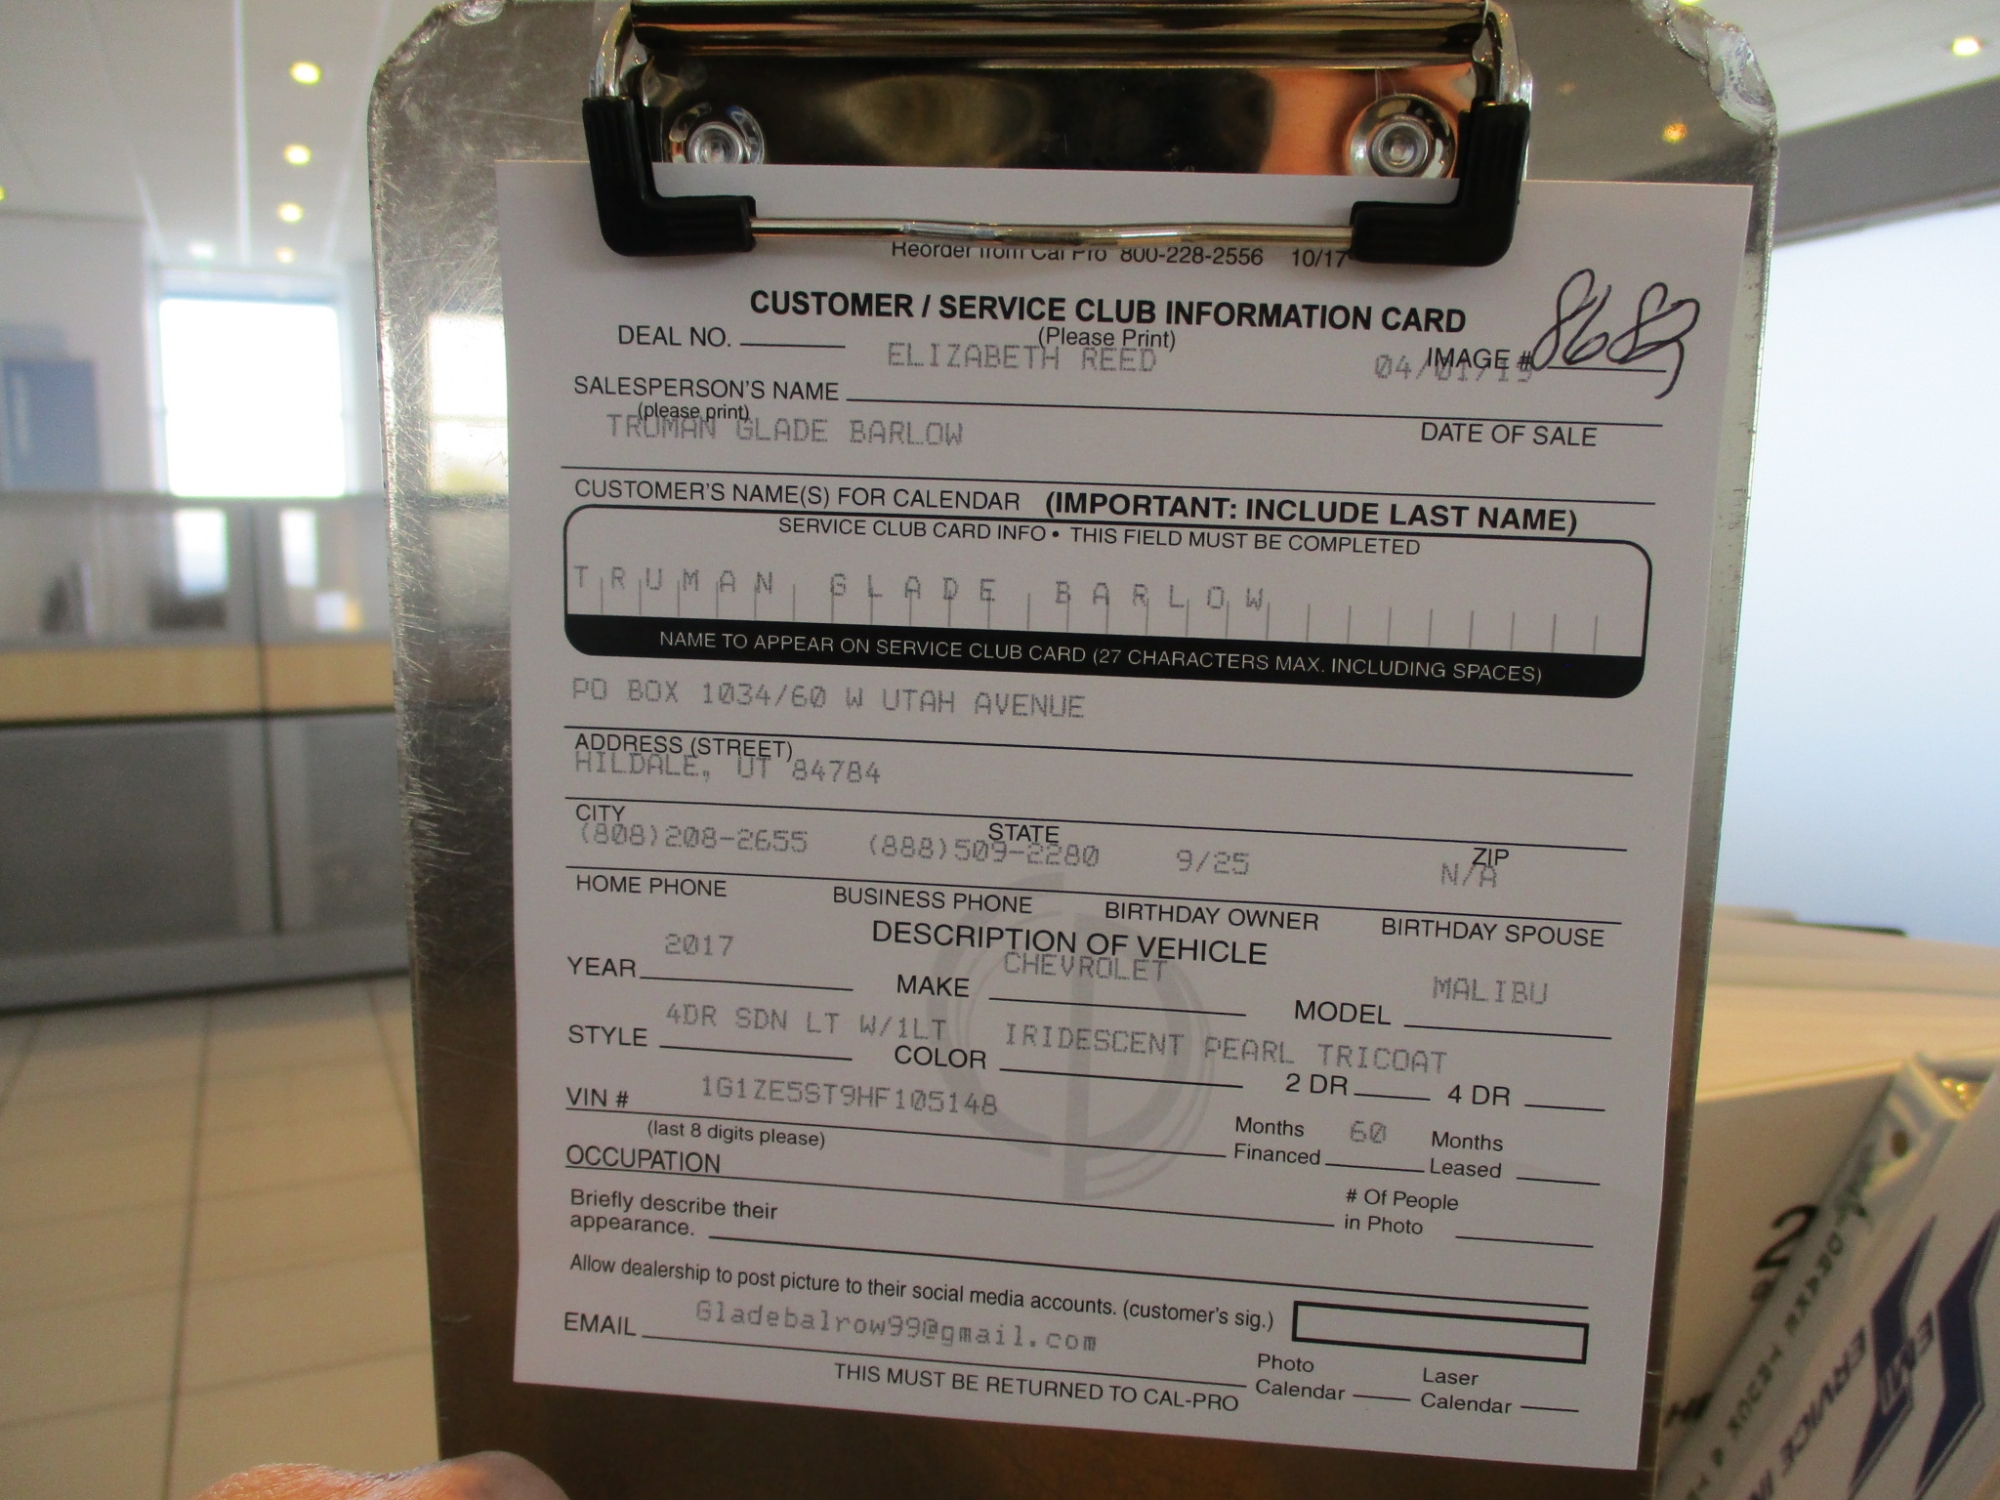 Reorder from Cal Pro 800-228-2556 10/17
CUSTOMER / SERVICE CLUB INFORMATION CARD
(Please Print)
DEAL NO.
ELIZABETH REED
04/01/19
IMAGE # 8689
SALESPERSON'S NAME
(please print)
DATE OF SALE
TRUMAN GLADE BARLOW
CUSTOMER'S NAME(S) FOR CALENDAR (IMPORTANT: INCLUDE LAST NAME)
SERVICE CLUB CARD INFO • THIS FIELD MUST BE COMPLETED
TRUMAN GLADE BARLOW
NAME TO APPEAR ON SERVICE CLUB CARD (27 CHARACTERS MAX. INCLUDING SPACES)
PO BOX 1034/60 W UTAH AVENUE
ADDRESS (STREET)
HILDALE, UT 84784
CITY STATE ZIP
(808)208-2655 (888)509-2280 9/25 N/A
HOME PHONE BUSINESS PHONE BIRTHDAY OWNER BIRTHDAY SPOUSE
DESCRIPTION OF VEHICLE
YEAR 2017 MAKE CHEVROLET MODEL MALIBU
STYLE 4DR SDN LT W/1LT COLOR IRIDESCENT PEARL TRICOAT 2 DR 4 DR
VIN # 1G1ZE5ST9HF105148
(last 8 digits please)
Months Financed 60 Months Leased
OCCUPATION
# Of People in Photo
Briefly describe their
appearance.
Allow dealership to post picture to their social media accounts. (customer's sig.)
EMAIL Gladebalrow99@gmail.com
Photo Calendar Laser Calendar
THIS MUST BE RETURNED TO CAL-PRO